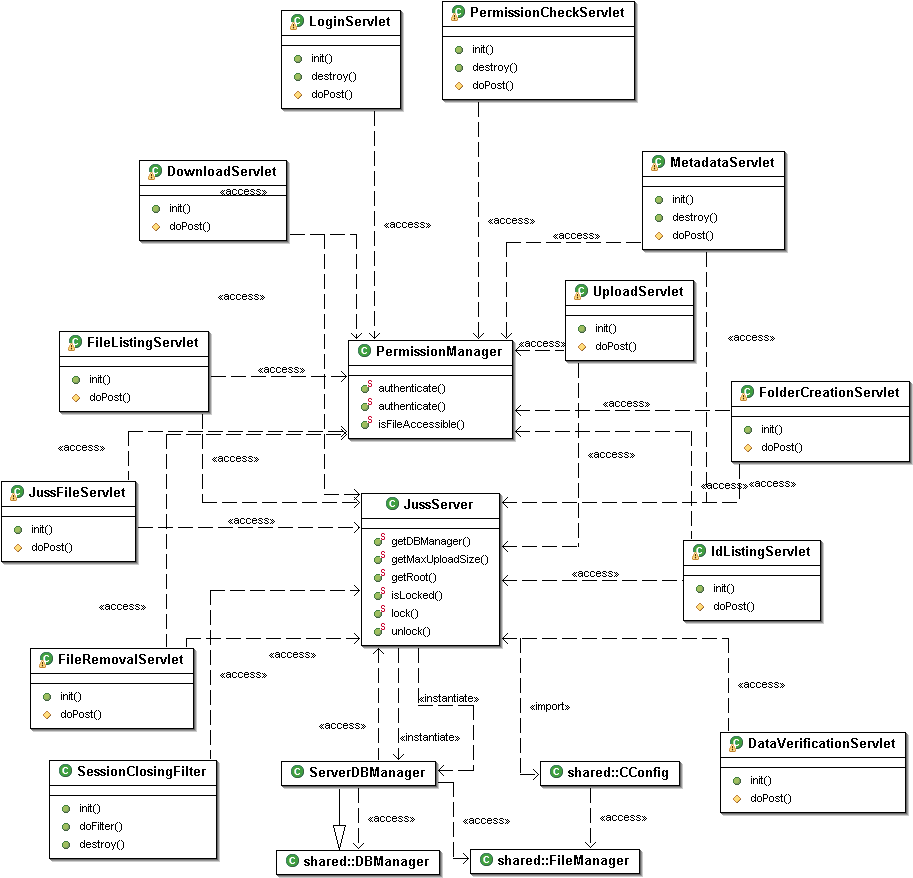 LoginServlet
init()
destroy()
doPost()
PermissionCheckServlet
init()
destroy()
doPost()
DownloadServlet
«access»
init()
doPost()
MetadataServlet
init()
destroy()
doPost()
«access»
«access»
«access»
«access»
UploadServlet
init()
doPost()
FileListingServlet
init()
doPost()
«access»
PermissionManager
authenticate()
authenticate()
isFileAccessible()
«access»
«access»
FolderCreationServlet
init()
doPost()
«access»
«access»
«access»
«access»
«access»
«access»
JussFileServlet
init()
doPost()
«access»
JussServer
getDBManager()
getMaxUploadSize()
getRoot()
isLocked()
lock()
unlock()
IdListingServlet
init()
doPost()
«access»
«access»
FileRemovalServlet
init()
doPost()
«access»
«access»
«access»
«instantiate»
«import»
«access»
«instantiate»
SessionClosingFilter
init()
doFilter()
destroy()
ServerDBManager
shared::CConfig
DataVerificationServlet
init()
doPost()
«access»
«access»
«access»
shared::DBManager
shared::FileManager